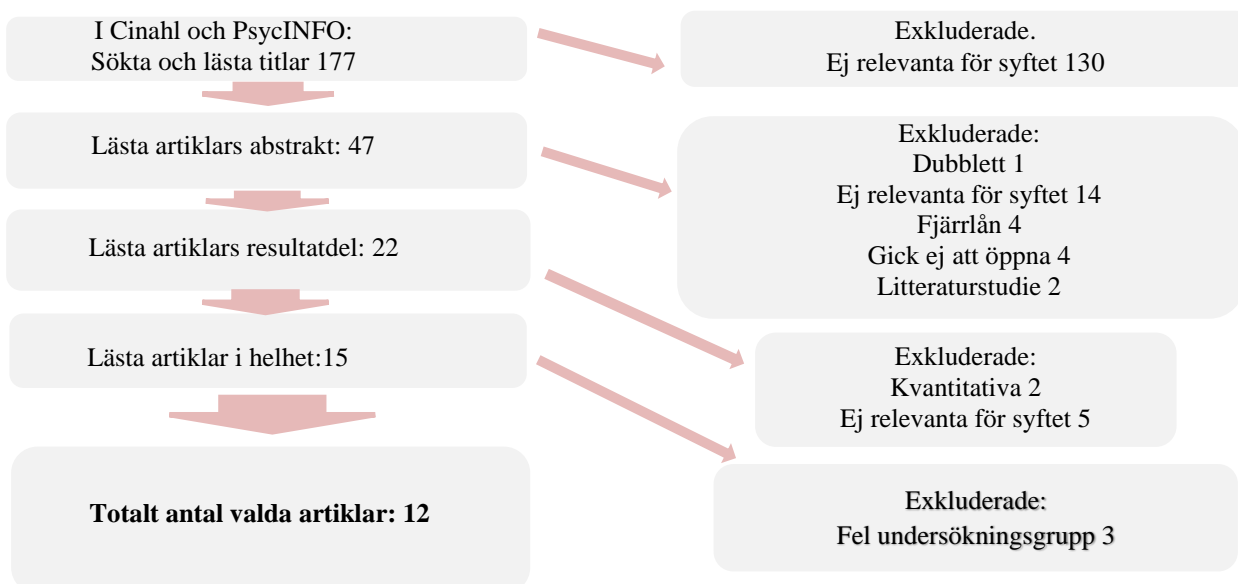 I Cinahl och PsycINFO:
Sökta och lästa titlar 177
Exkluderade.
Ej relevanta för syftet 130
Lästa artiklars abstrakt: 47
Exkluderade:
Dubblett 1
Ej relevanta för syftet 14
Fjärrlån 4
Gick ej att öppna 4
Litteraturstudie 2
Lästa artiklars resultatdel: 22
Exkluderade:
Kvantitativa 2
Ej relevanta för syftet 5
Lästa artiklar i helhet:15
Exkluderade:
Fel undersökningsgrupp 3
Totalt antal valda artiklar: 12